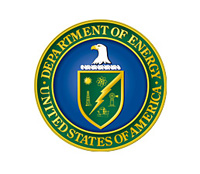 DEPARTMENT OF ENERGY
UNITED STATES OF AMERICA